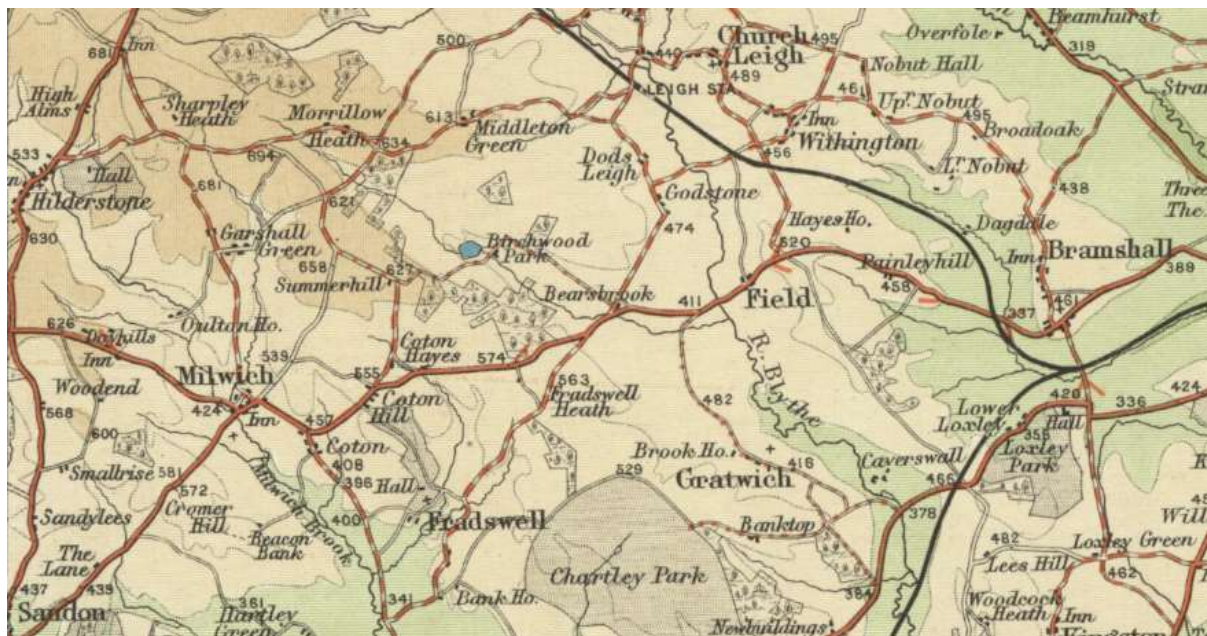 Beamhurst
Overfole
319
681
Inn
500
440
Church
Leigh
495
489
Nobut Hall
LEIGH STA.
461
Upr. Nobut
High
Alms
Sharpley
Heath
Morrillow
Heath
613
Middleton
Green
Inn
Withington
495
Broadoak
634
694
533
Hall
Hilderstone
Dods
Leigh
456
Lr. Nobut
681
621
Godstone
438
Three
The
Hayes Ho.
Dagdale
630
Garshall
Green
474
520
Bramshall
Birchwood
Park
658
627
Summerhill
Painleyhill
458
Inn
389
Bearsbrook
411
Field
461
337
Oulton Ho.
626
Dayhills
Inn
539
Coton
Hayes
574
R. Blythe
Milwich
Woodend
555
563
Fradswell
Heath
482
Coton
Hill
424
Inn
457
Lower
Loxley
420
Hall
336
424
568
600
Coton
355
Loxley
Park
Smallrise
581
408
396
Brook Ho.
416
Caverswall
529
Gratwich
466
572
Cromer
Hill
Milwich Brook
Hall
378
Sandylees
400
Fradswell
Beacon
Bank
Banktop
482
Lees Hill
Loxley Green
462
The
Lane
439
437
Chartley Park
384
Sandon
361
Hartley
Green
341
Bank Ho.
Woodcock
Heath
Inn
Newbuildings